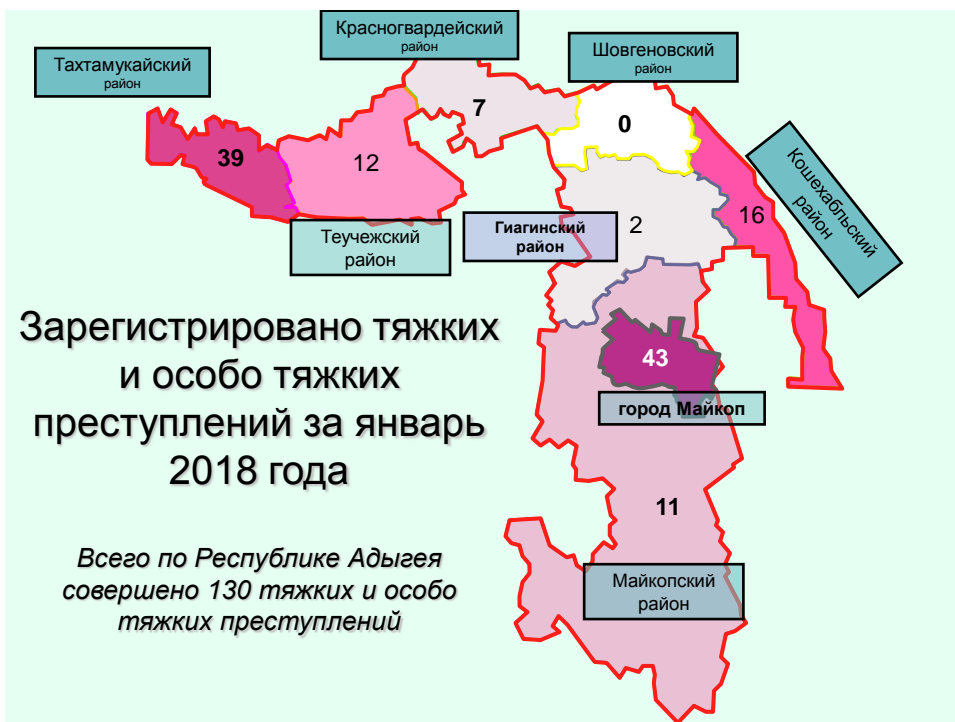 Красногвардейский
район
Шовгеновский
район
Тахтамукайский
район
7
0
39
12
Кошехабльский
район
16
Теучежский
район
Гиагинский
район
2
Зарегистрировано тяжких
и особо тяжких
преступлений за январь
2018 года
43
город Майкоп
11
Всего по Республике Адыгея
совершено 130 тяжких и особо
тяжких преступлений
Майкопский
район